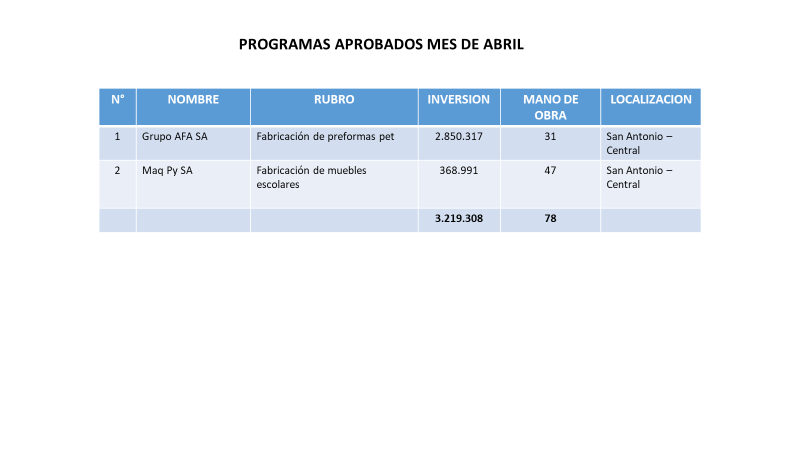 PROGRAMAS APROBADOS MES DE ABRIL
N° NOMBRE RUBRO INVERSION MANO DE OBRA LOCALIZACION
1 Grupo AFA SA Fabricación de preformas pet 2.850.317 31 San Antonio – Central
2 Maq Py SA Fabricación de muebles escolares 368.991 47 San Antonio – Central
3.219.308 78